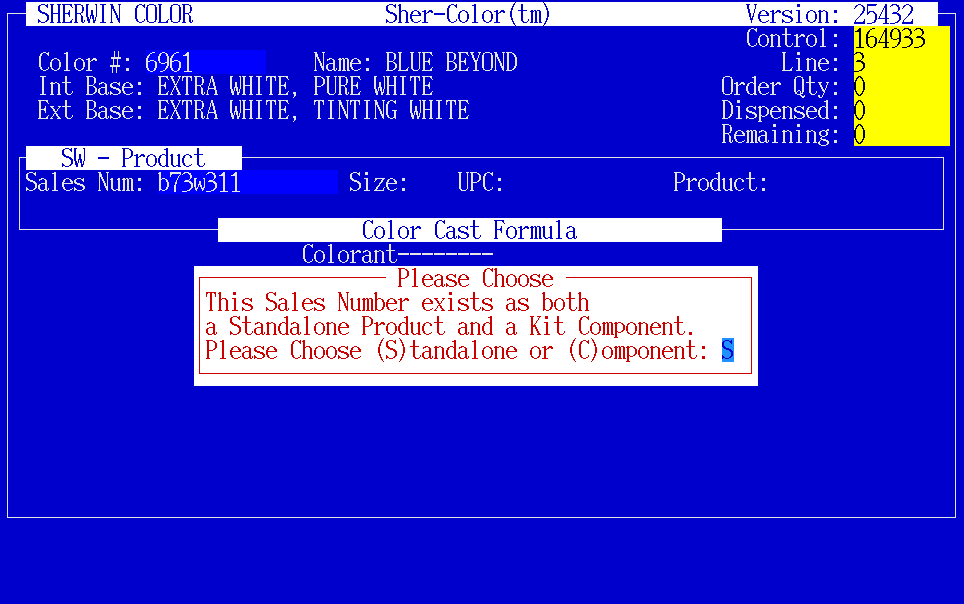 SHERWIN COLOR Sher-Color(tm) Version: 25432
Control: 164933
Color #: 6961 Name: BLUE BEYOND Line: 3
Int Base: EXTRA WHITE, PURE WHITE Order Qty: 0
Ext Base: EXTRA WHITE, TINTING WHITE Dispensed: 0
Remaining: 0
SW - Product
Sales Num: b73w311 Size: UPC: Product:
Color Cast Formula
Colorant--------
Please Choose
This Sales Number exists as both
a Standalone Product and a Kit Component.
Please Choose (S)tandalone or (C)omponent: S